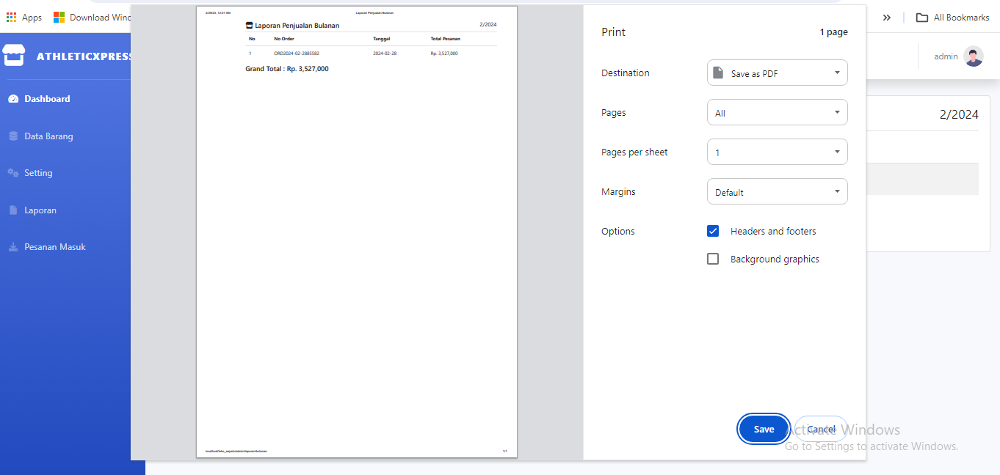 Apps
Download Wind
All Bookmarks
ATHLETICXPRESS
Dashboard
Data Barang
Setting
Laporan
Pesanan Masuk
2/29/24, 12:01 AM
Laporan Penjualan Bulanan
Laporan Penjualan Bulanan
2/2024
No
No Order
Tanggal
Total Pesanan
1
ORD2024-02-2885582
2024-02-28
Rp. 3,527,000
Grand Total : Rp. 3,527,000
localhost/toko_sepatu/admin/laporan/bulanan
1/1
Print
1 page
Destination
Save as PDF
Pages
All
Pages per sheet
1
Margins
Default
Options
Headers and footers
Background graphics
Save
Cancel
admin
2/2024
Activate Windows
Go to Settings to activate Windows.